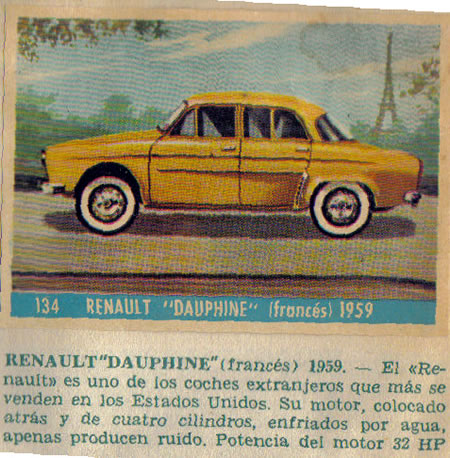 134 RENAULT "DAUPHINE" (francés) 1959
RENAULT "DAUPHINE" (francés) 1959. — El «Re-
nault» es uno de los coches extranjeros que más se
venden en los Estados Unidos. Su motor, colocado
atrás y de cuatro cilindros, enfriados por agua,
apenas producen ruido. Potencia del motor 32 HP